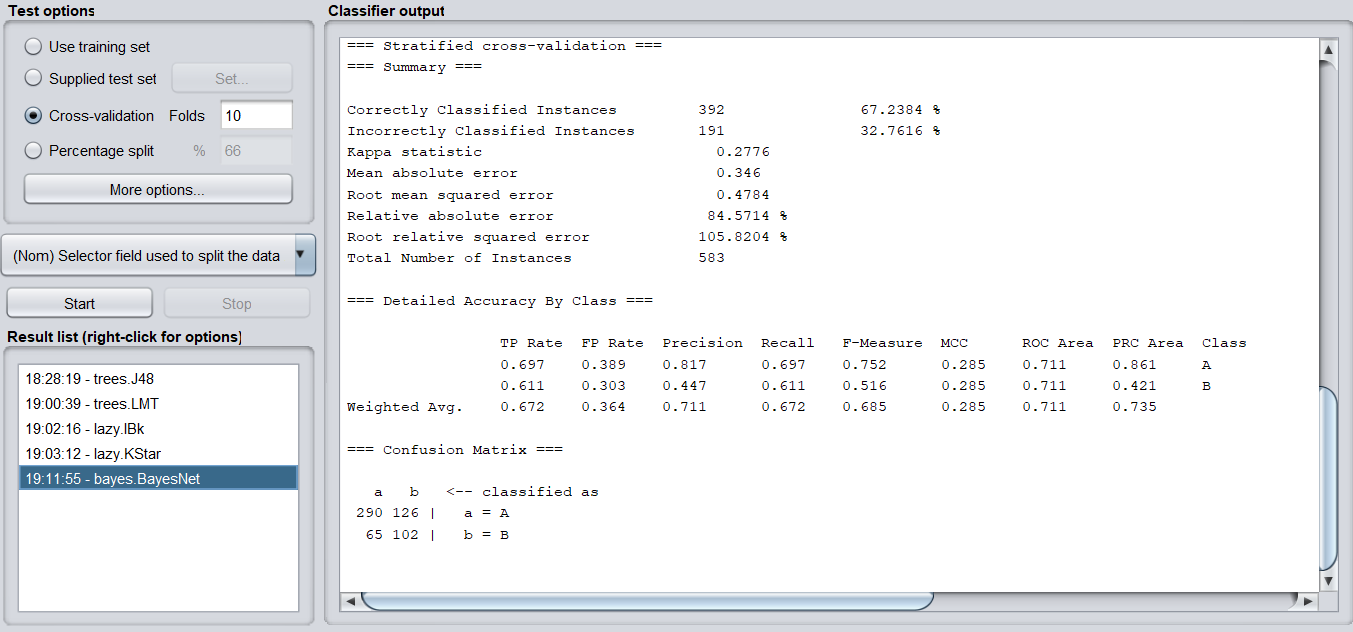 Test options
Use training set
Supplied test set Set...
Cross-validation Folds 10
Percentage split % 66
More options...
(Nom) Selector field used to split the data
Start Stop
Result list (right-click for options)
18:28:19 - trees.J48
19:00:39 - trees.LMT
19:02:16 - lazy.IBk
19:03:12 - lazy.KStar
19:11:55 - bayes.BayesNet
Classifier output
=== Stratified cross-validation ===
=== Summary ===
Correctly Classified Instances 392 67.2384 %
Incorrectly Classified Instances 191 32.7616 %
Kappa statistic 0.2776
Mean absolute error 0.346
Root mean squared error 0.4784
Relative absolute error 84.5714 %
Root relative squared error 105.8204 %
Total Number of Instances 583
=== Detailed Accuracy By Class ===
TP Rate FP Rate Precision Recall F-Measure MCC ROC Area PRC Area Class
0.697 0.389 0.817 0.697 0.752 0.285 0.711 0.861 A
0.611 0.303 0.447 0.611 0.516 0.285 0.711 0.421 B
Weighted Avg. 0.672 0.364 0.711 0.672 0.685 0.285 0.711 0.735
=== Confusion Matrix ===
a b <-- classified as
290 126 | a = A
65 102 | b = B